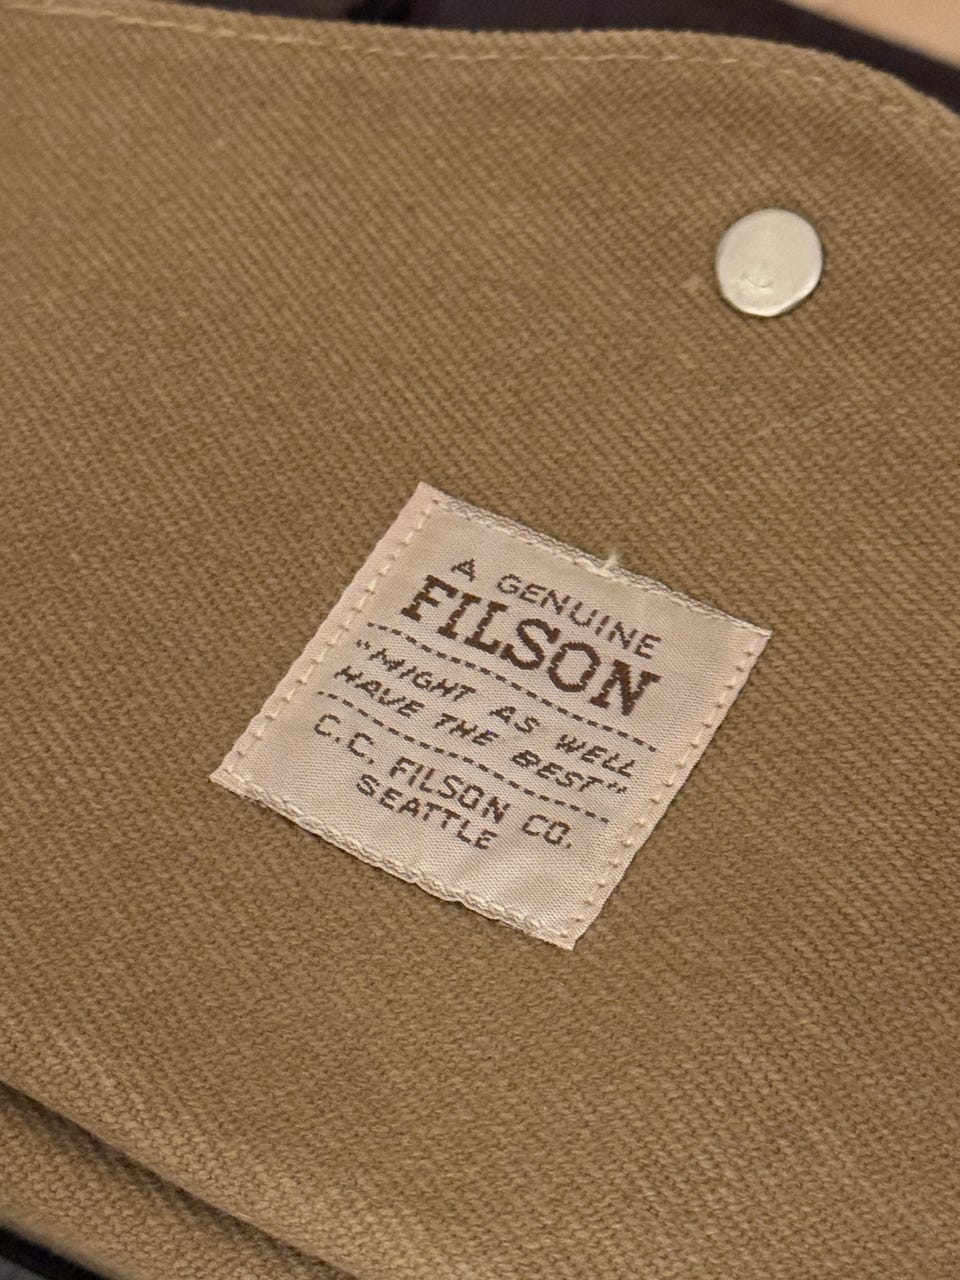 A GENUINE
FILSON
"MIGHT AS WELL
HAVE THE BEST"
C.C. FILSON CO.
SEATTLE